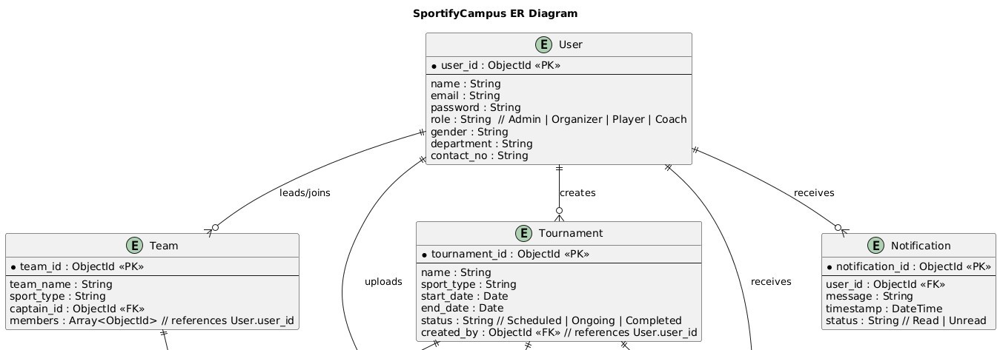 SportifyCampus ER Diagram
E User
* user_id : ObjectId «PK»
name : String
email : String
password : String
role : String  // Admin | Organizer | Player | Coach
gender : String
department : String
contact_no : String
leads/joins
creates
receives
E Team
* team_id : ObjectId «PK»
team_name : String
sport_type : String
captain_id : ObjectId «FK»
members : Array<ObjectId> // references User.user_id
uploads
E Tournament
* tournament_id : ObjectId «PK»
name : String
sport_type : String
start_date : Date
end_date : Date
status : String // Scheduled | Ongoing | Completed
created_by : ObjectId «FK» // references User.user_id
receives
E Notification
* notification_id : ObjectId «PK»
user_id : ObjectId «FK»
message : String
timestamp : DateTime
status : String // Read | Unread